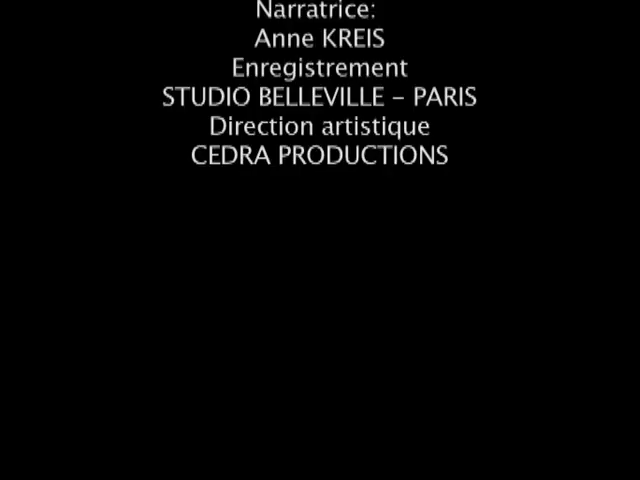 Narratrice:
Anne KREIS
Enregistrement
STUDIO BELLEVILLE - PARIS
Direction artistique
CEDRA PRODUCTIONS